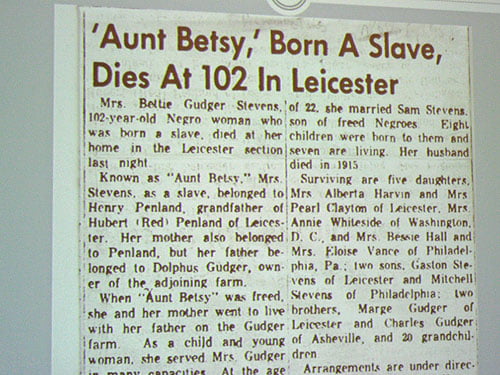 'Aunt Betsy,' Born A Slave,
Dies At 102 In Leicester
Mrs. Bettie Gudger Stevens,
102-year-old Negro woman who
was born a slave, died at her
home in the Leicester section
last night.
Known as "Aunt Betsy," Mrs.
Stevens, as a slave, belonged to
Henry Penland, grandfather of
Hubert (Red) Penland of Leices-
ter. Her mother also belonged
to Penland, but her father be-
longed to Dolphus Gudger, own-
er of the adjoining farm.
When "Aunt Betsy" was freed,
she and her mother went to live
with her father on the Gudger
farm. As a child and young
woman, she served Mrs. Gudger
in many capacities. At the age
of 22, she married Sam Stevens,
son of freed Negroes. Eight
children were born to them and
seven are living. Her husband
died in 1915
Surviving are five daughters,
Mrs Alberta Harvin and Mrs
Pearl Clayton of Leicester, Mrs.
Annie Whiteside of Washington,
D. C., and Mrs. Bessie Hall and
Mrs. Eloise Vance of Philadel-
phia, Pa.; two sons, Gaston Ste-
vens of Leicester and Mitchell
Stevens of Philadelphia; two
brothers, Marge Gudger of
Leicester and Charles Gudger
of Asheville, and 20 grandchil-
dren
Arrangements are under direc-